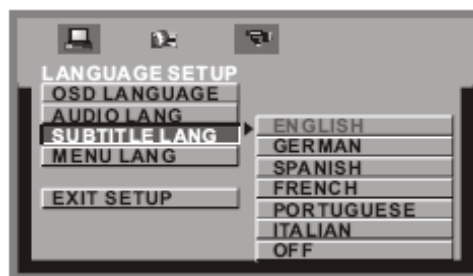 LANGUAGE SETUP
OSD LANGUAGE
AUDIO LANG
SUBTITLE LANG
MENU LANG
EXIT SETUP
ENGLISH
GERMAN
SPANISH
FRENCH
PORTUGUESE
ITALIAN
OFF